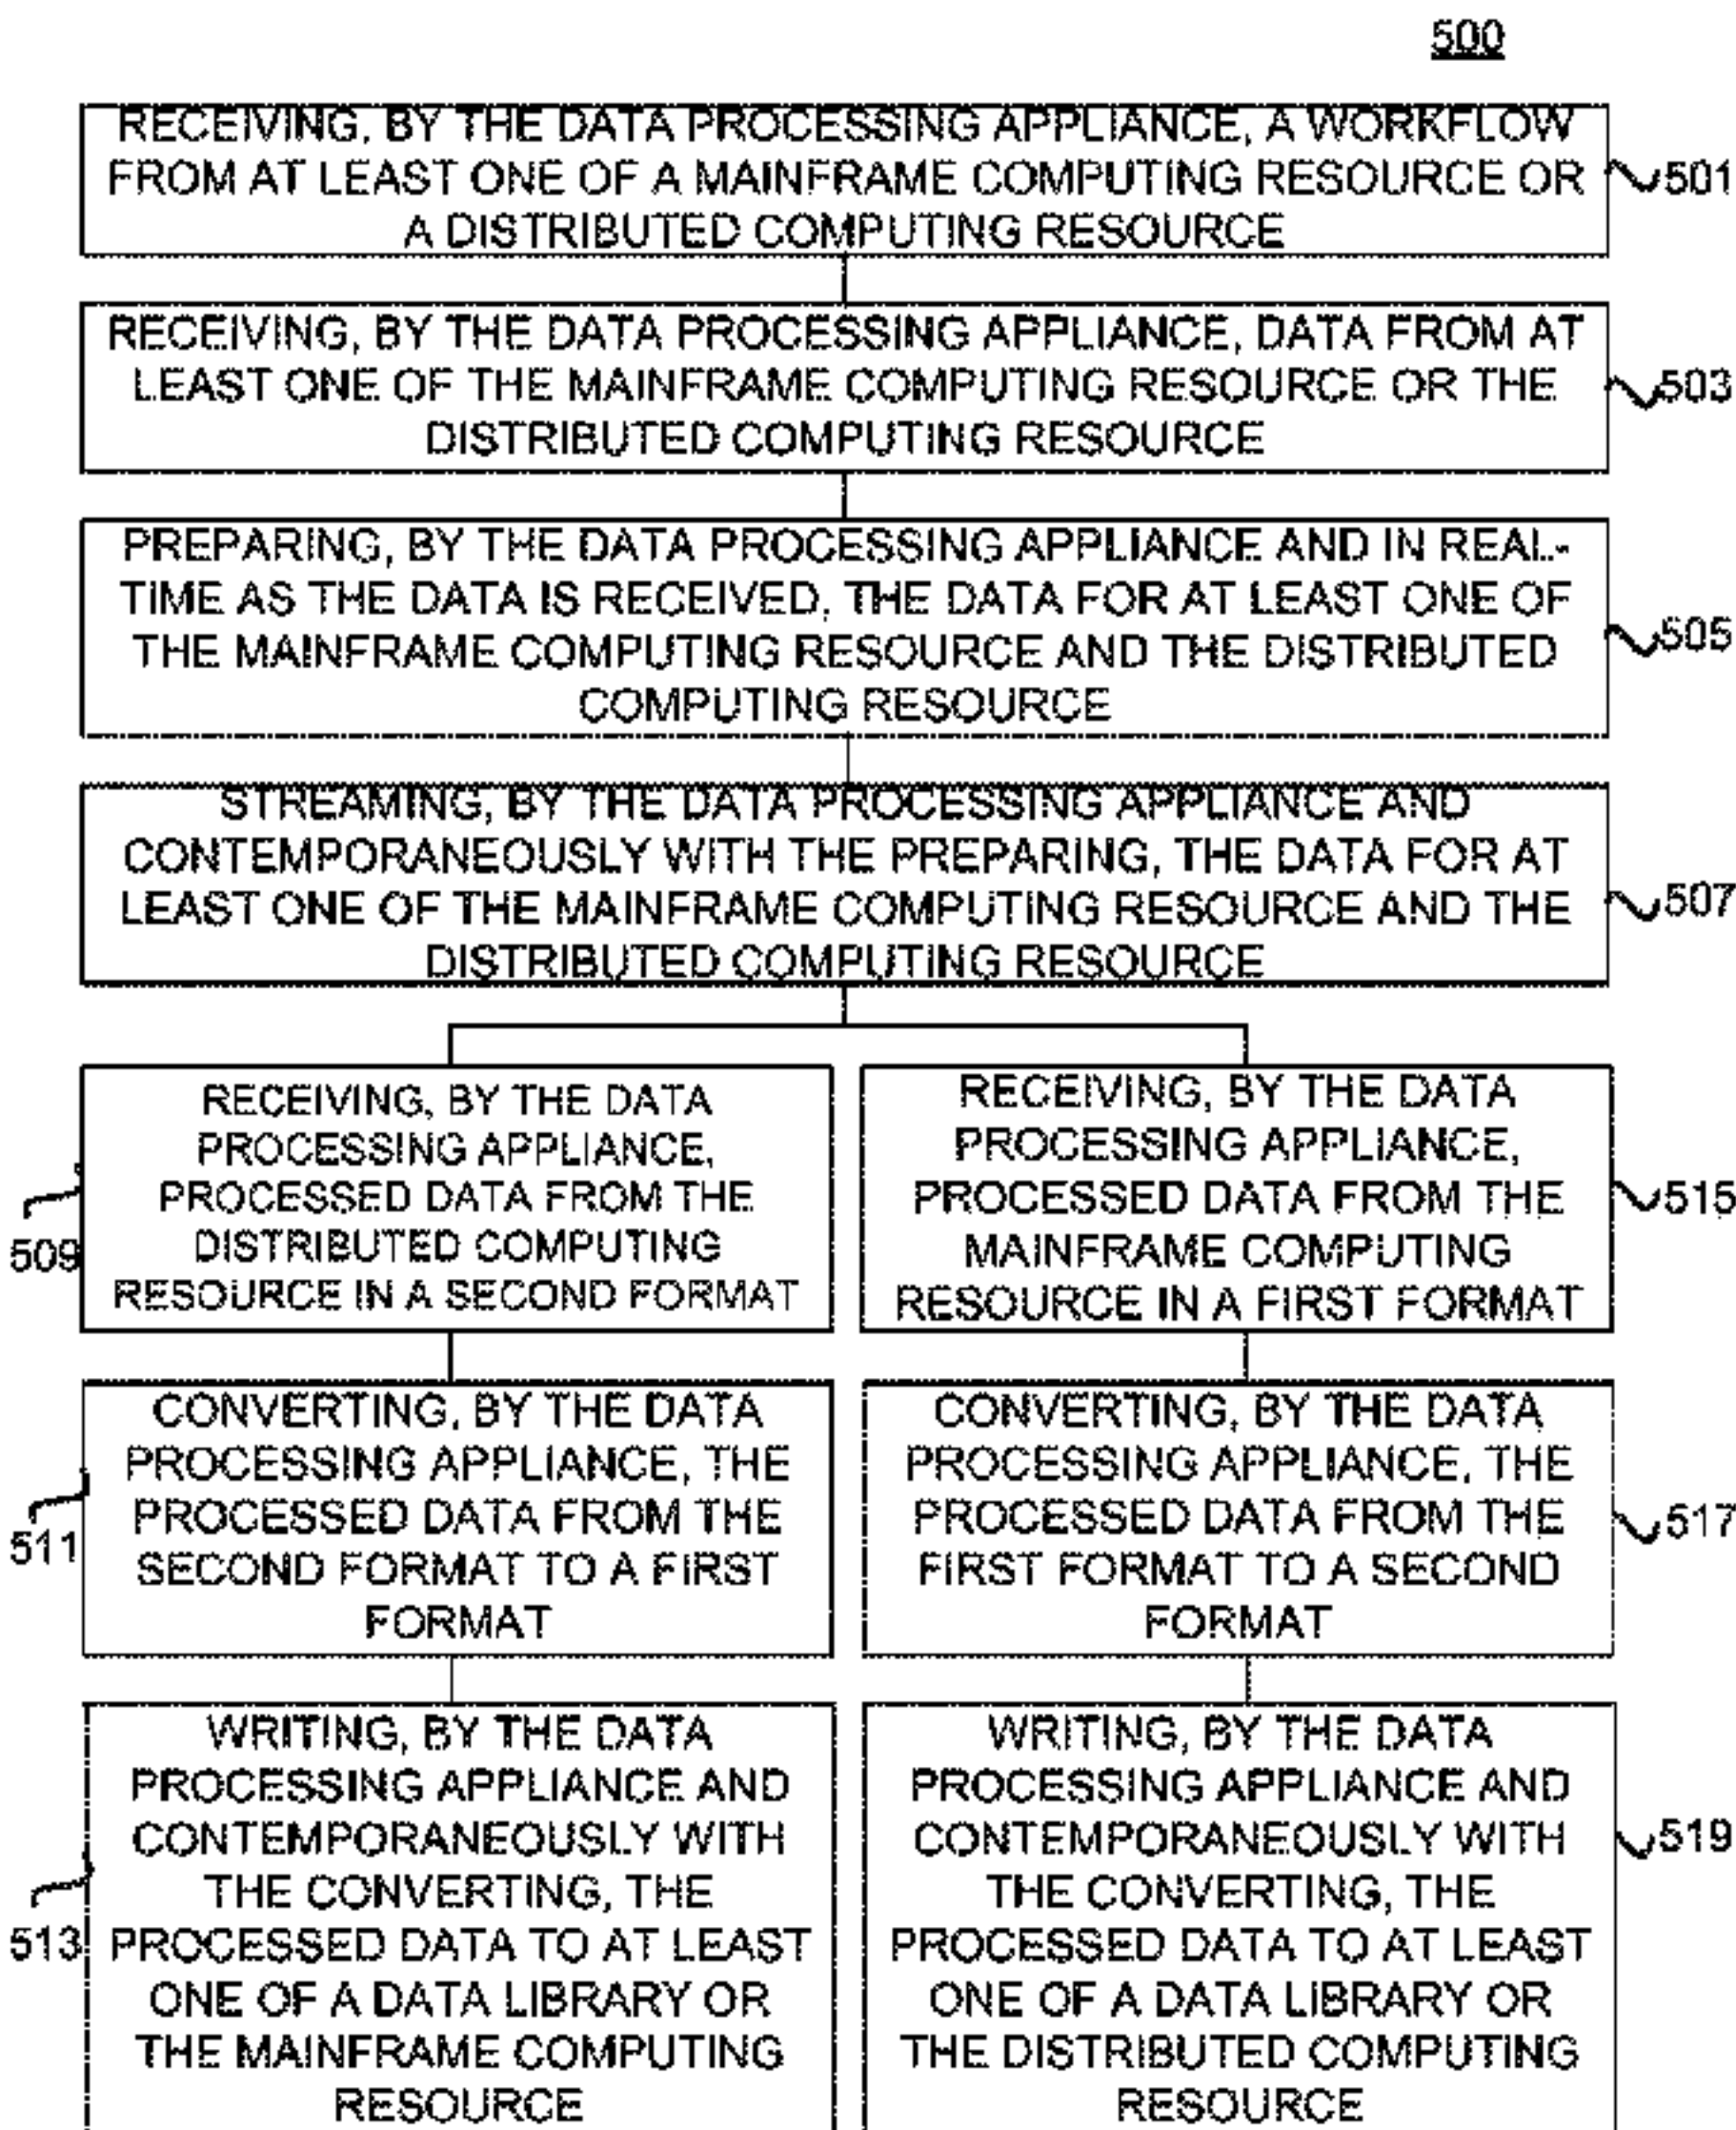 500
RECEIVING, BY THE DATA PROCESSING APPLIANCE, A WORKFLOW
FROM AT LEAST ONE OF A MAINFRAME COMPUTING RESOURCE OR
A DISTRIBUTED COMPUTING RESOURCE
501
RECEIVING, BY THE DATA PROCESSING APPLIANCE, DATA FROM AT
LEAST ONE OF THE MAINFRAME COMPUTING RESOURCE OR THE
DISTRIBUTED COMPUTING RESOURCE
503
PREPARING, BY THE DATA PROCESSING APPLIANCE AND IN REAL-
TIME AS THE DATA IS RECEIVED, THE DATA FOR AT LEAST ONE OF
THE MAINFRAME COMPUTING RESOURCE AND THE DISTRIBUTED
COMPUTING RESOURCE
505
STREAMING, BY THE DATA PROCESSING APPLIANCE AND
CONTEMPORANEOUSLY WITH THE PREPARING, THE DATA FOR AT
LEAST ONE OF THE MAINFRAME COMPUTING RESOURCE AND THE
DISTRIBUTED COMPUTING RESOURCE
507
RECEIVING, BY THE DATA
PROCESSING APPLIANCE,
PROCESSED DATA FROM THE
DISTRIBUTED COMPUTING
RESOURCE IN A SECOND FORMAT
509
RECEIVING, BY THE DATA
PROCESSING APPLIANCE,
PROCESSED DATA FROM THE
MAINFRAME COMPUTING
RESOURCE IN A FIRST FORMAT
515
CONVERTING, BY THE DATA
PROCESSING APPLIANCE, THE
PROCESSED DATA FROM THE
SECOND FORMAT TO A FIRST
FORMAT
511
CONVERTING, BY THE DATA
PROCESSING APPLIANCE, THE
PROCESSED DATA FROM THE
FIRST FORMAT TO A SECOND
FORMAT
517
WRITING, BY THE DATA
PROCESSING APPLIANCE AND
CONTEMPORANEOUSLY WITH
THE CONVERTING, THE
PROCESSED DATA TO AT LEAST
ONE OF A DATA LIBRARY OR
THE MAINFRAME COMPUTING
RESOURCE
513
WRITING, BY THE DATA
PROCESSING APPLIANCE AND
CONTEMPORANEOUSLY WITH
THE CONVERTING, THE
PROCESSED DATA TO AT LEAST
ONE OF A DATA LIBRARY OR
THE DISTRIBUTED COMPUTING
RESOURCE
519